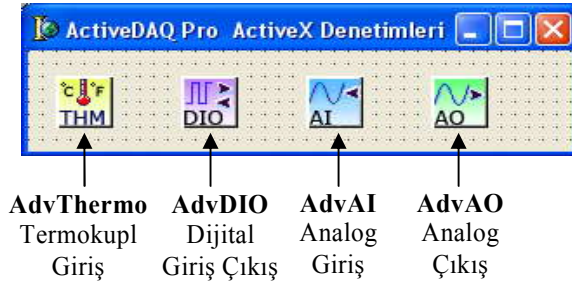 ActiveDAQ Pro ActiveX Denetimleri
°C °F
THM
DIO
AI
AO
AdvThermo AdvDIO AdvAI AdvAO
Termokupl Dijital Analog Analog
Giriş Giriş Çıkış Giriş Çıkış